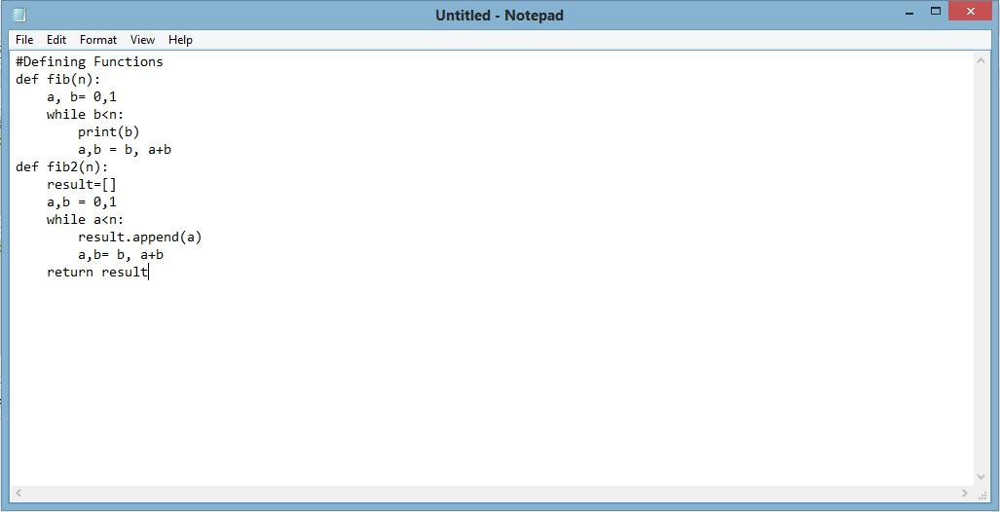 Untitled - Notepad
File Edit Format View Help
#Defining Functions
def fib(n):
    a, b= 0,1
    while b<n:
        print(b)
        a,b = b, a+b
def fib2(n):
    result=[]
    a,b = 0,1
    while a<n:
        result.append(a)
        a,b= b, a+b
    return result